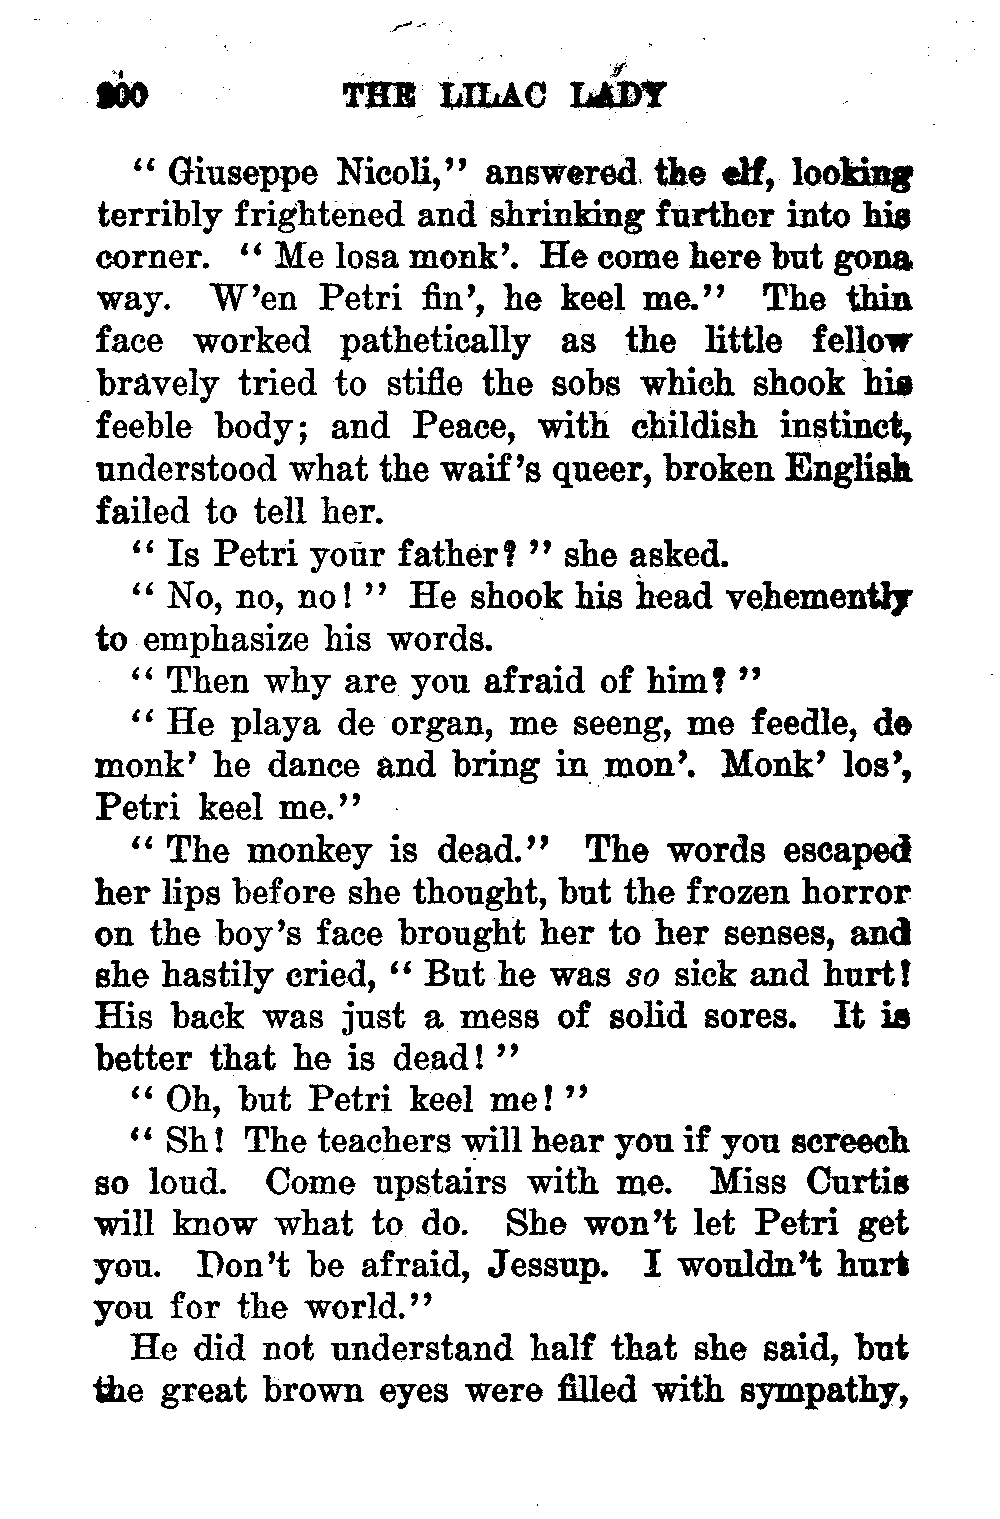 200 THE LILAC LADY
" Giuseppe Nicoli," answered the elf, looking
terribly frightened and shrinking further into his
corner. " Me losa monk'. He come here but gona
way. W'en Petri fin', he keel me." The thin
face worked pathetically as the little fellow
bravely tried to stifle the sobs which shook his
feeble body; and Peace, with childish instinct,
understood what the waif's queer, broken English
failed to tell her.
" Is Petri your father? " she asked.
" No, no, no! " He shook his head vehemently
to emphasize his words.
" Then why are you afraid of him? "
" He playa de organ, me seeng, me feedle, de
monk' he dance and bring in mon'. Monk' los',
Petri keel me."
" The monkey is dead." The words escaped
her lips before she thought, but the frozen horror
on the boy's face brought her to her senses, and
she hastily cried, " But he was so sick and hurt!
His back was just a mess of solid sores. It is
better that he is dead! "
" Oh, but Petri keel me! "
" Sh! The teachers will hear you if you screech
so loud. Come upstairs with me. Miss Curtis
will know what to do. She won't let Petri get
you. Don't be afraid, Jessup. I wouldn't hurt
you for the world."
He did not understand half that she said, but
the great brown eyes were filled with sympathy,